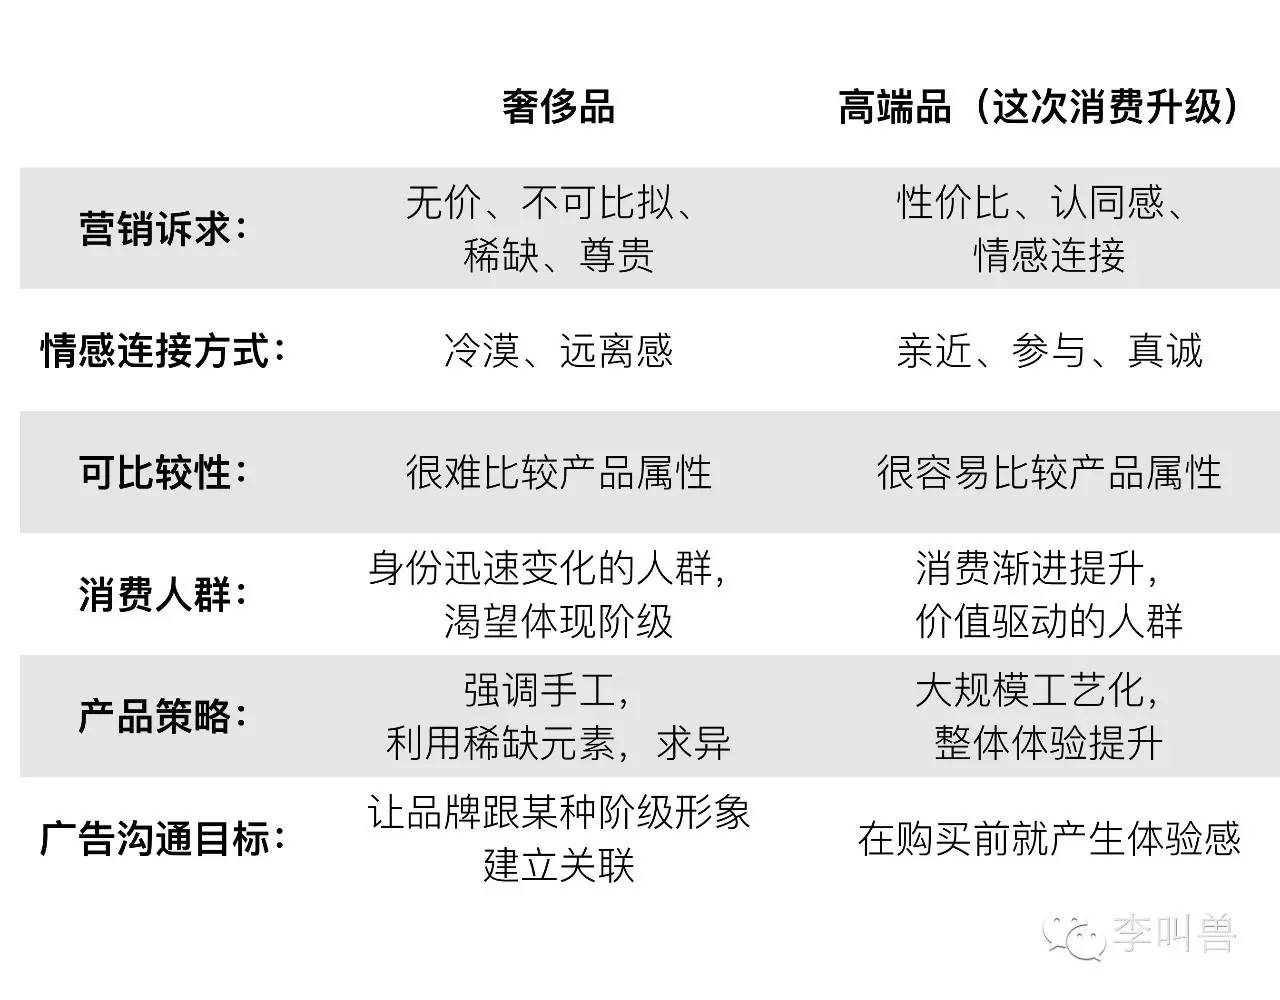 奢侈品 高端品（这次消费升级）
营销诉求： 无价、不可比拟、 性价比、认同感、
稀缺、尊贵 情感连接
情感连接方式： 冷漠、远离感 亲近、参与、真诚
可比较性： 很难比较产品属性 很容易比较产品属性
消费人群： 身份迅速变化的人群， 消费渐进提升，
渴望体现阶级 价值驱动的人群
产品策略： 强调手工， 大规模工艺化，
利用稀缺元素，求异 整体体验提升
广告沟通目标： 让品牌跟某种阶级形象 在购买前就产生体验感
建立关联
李叫兽